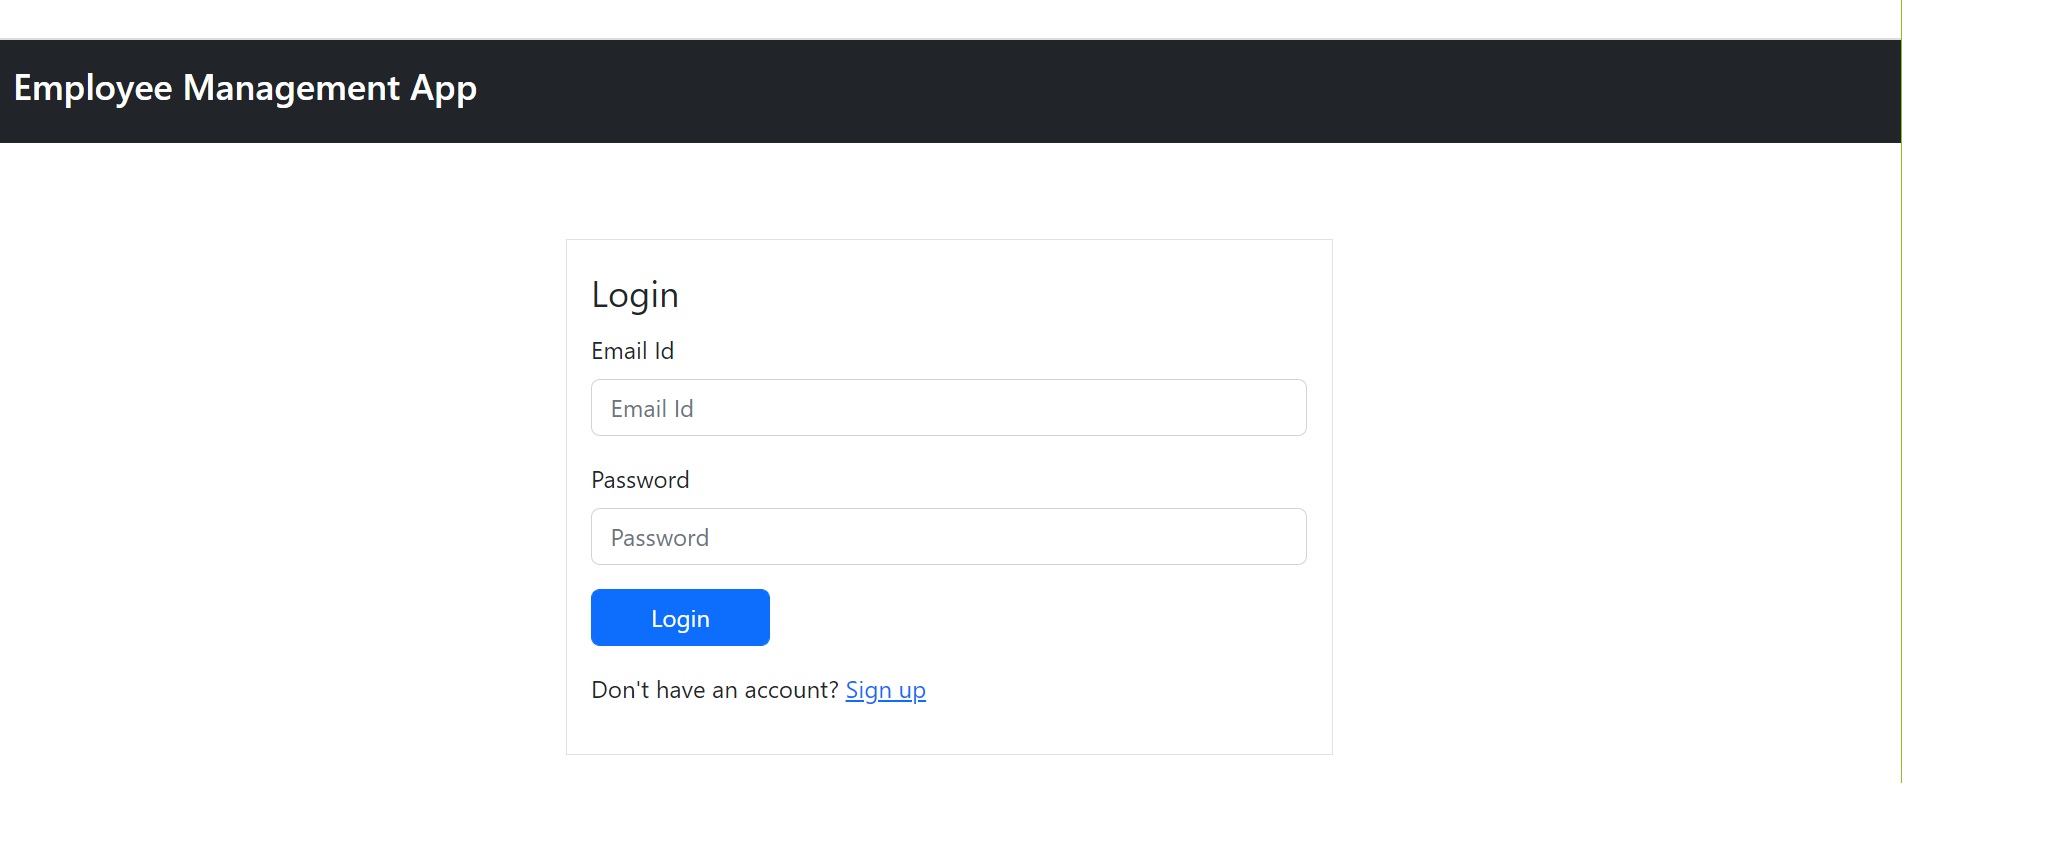 Employee Management App
Login
Email Id
Email Id
Password
Password
Login
Don't have an account? Sign up